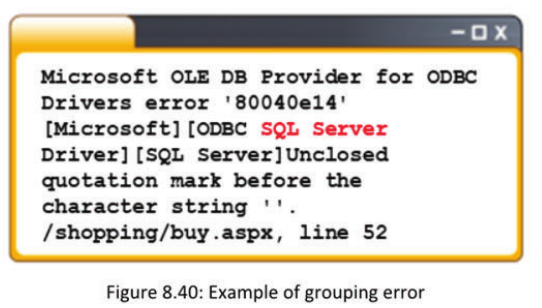 Microsoft OLE DB Provider for ODBC
Drivers error '80040e14'
[Microsoft][ODBC SQL Server
Driver][SQL Server]Unclosed
quotation mark before the
character string ''.
/shopping/buy.aspx, line 52
Figure 8.40: Example of grouping error